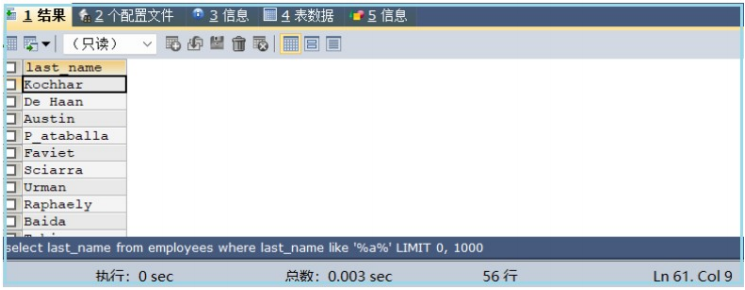 1 结果 2 个配置文件 3 信息 4 表数据 5 信息
（只读）
last_name
Kochhar
De Haan
Austin
P_ataballa
Faviet
Sciarra
Urman
Raphaely
Baida
select last_name from employees where last_name like '%a%' LIMIT 0, 1000
执行: 0 sec 总数: 0.003 sec 56 行 Ln 61. Col 9